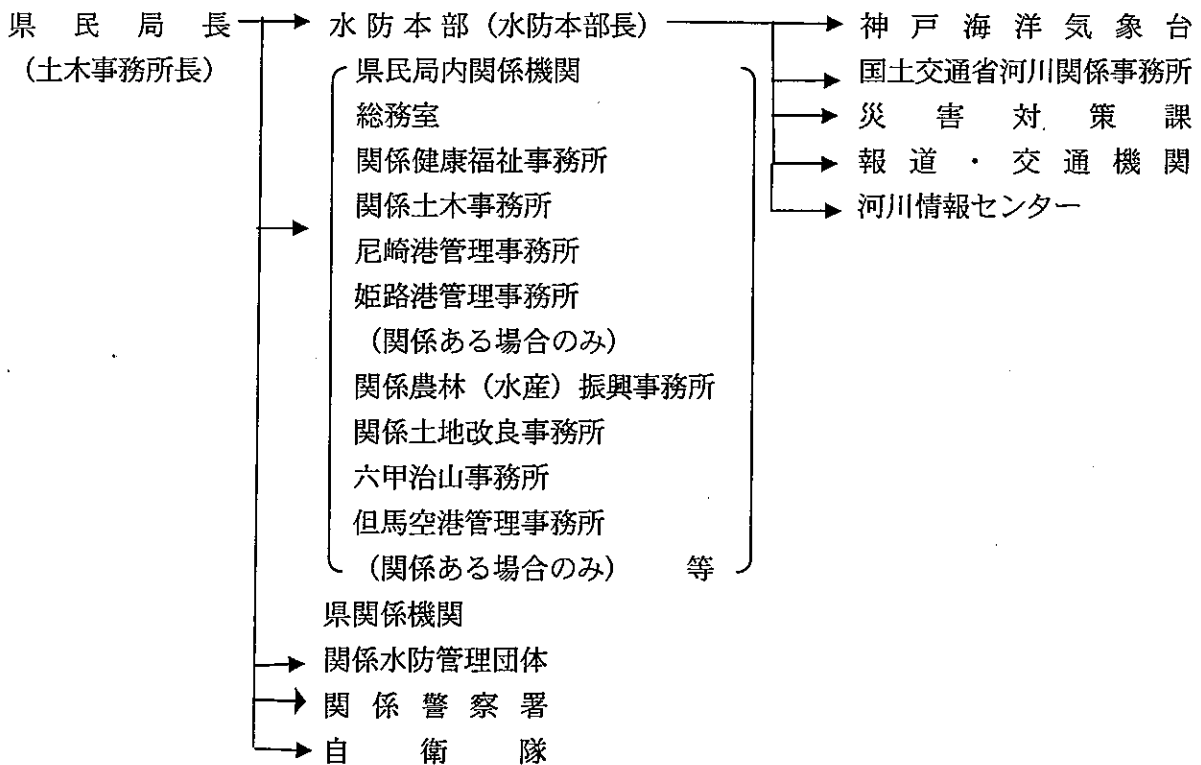 県民局長
(土木事務所長)
水防本部(水防本部長)
県民局内関係機関
総務室
関係健康福祉事務所
関係土木事務所
尼崎港管理事務所
姫路港管理事務所
(関係ある場合のみ)
関係農林(水産)振興事務所
関係土地改良事務所
六甲治山事務所
但馬空港管理事務所
(関係ある場合のみ) 等
県関係機関
関係水防管理団体
関係警察署
自衛隊
神戸海洋気象台
国土交通省河川関係事務所
災害対策課
報道・交通機関
河川情報センター